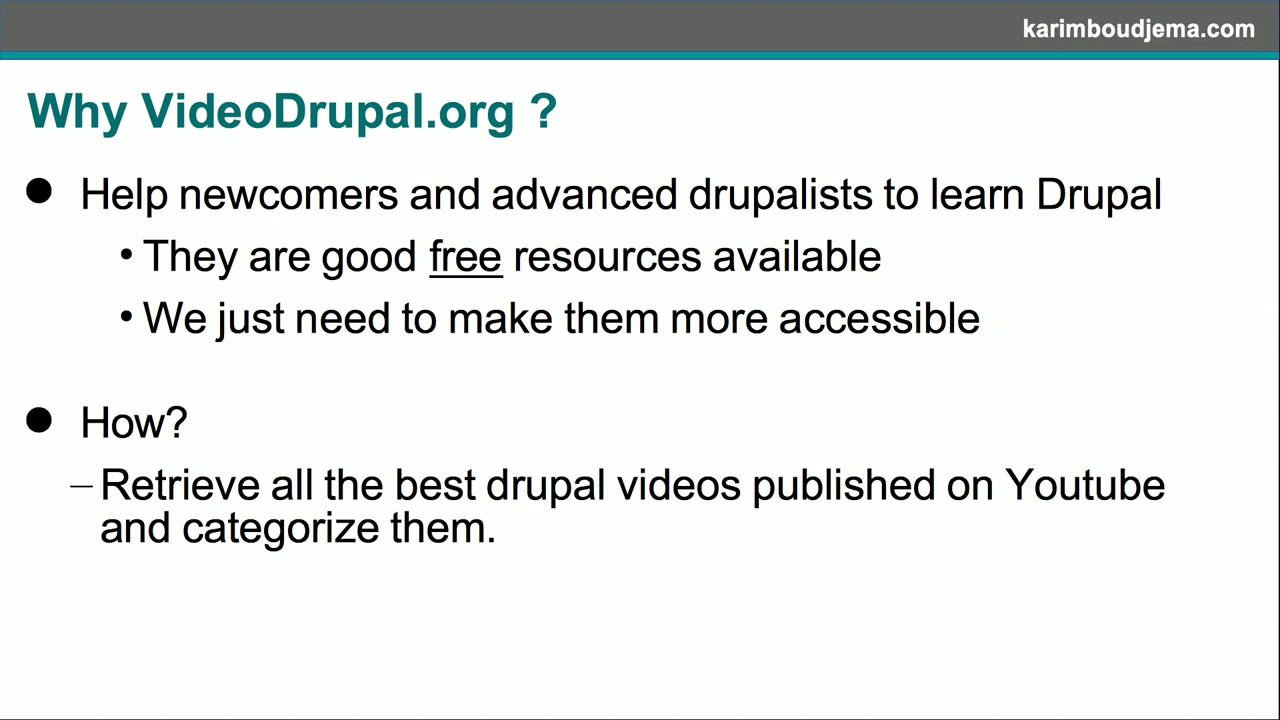 karimboudjema.com
Why VideoDrupal.org ?
● Help newcomers and advanced drupalists to learn Drupal
• They are good free resources available
• We just need to make them more accessible
● How?
– Retrieve all the best drupal videos published on Youtube
and categorize them.